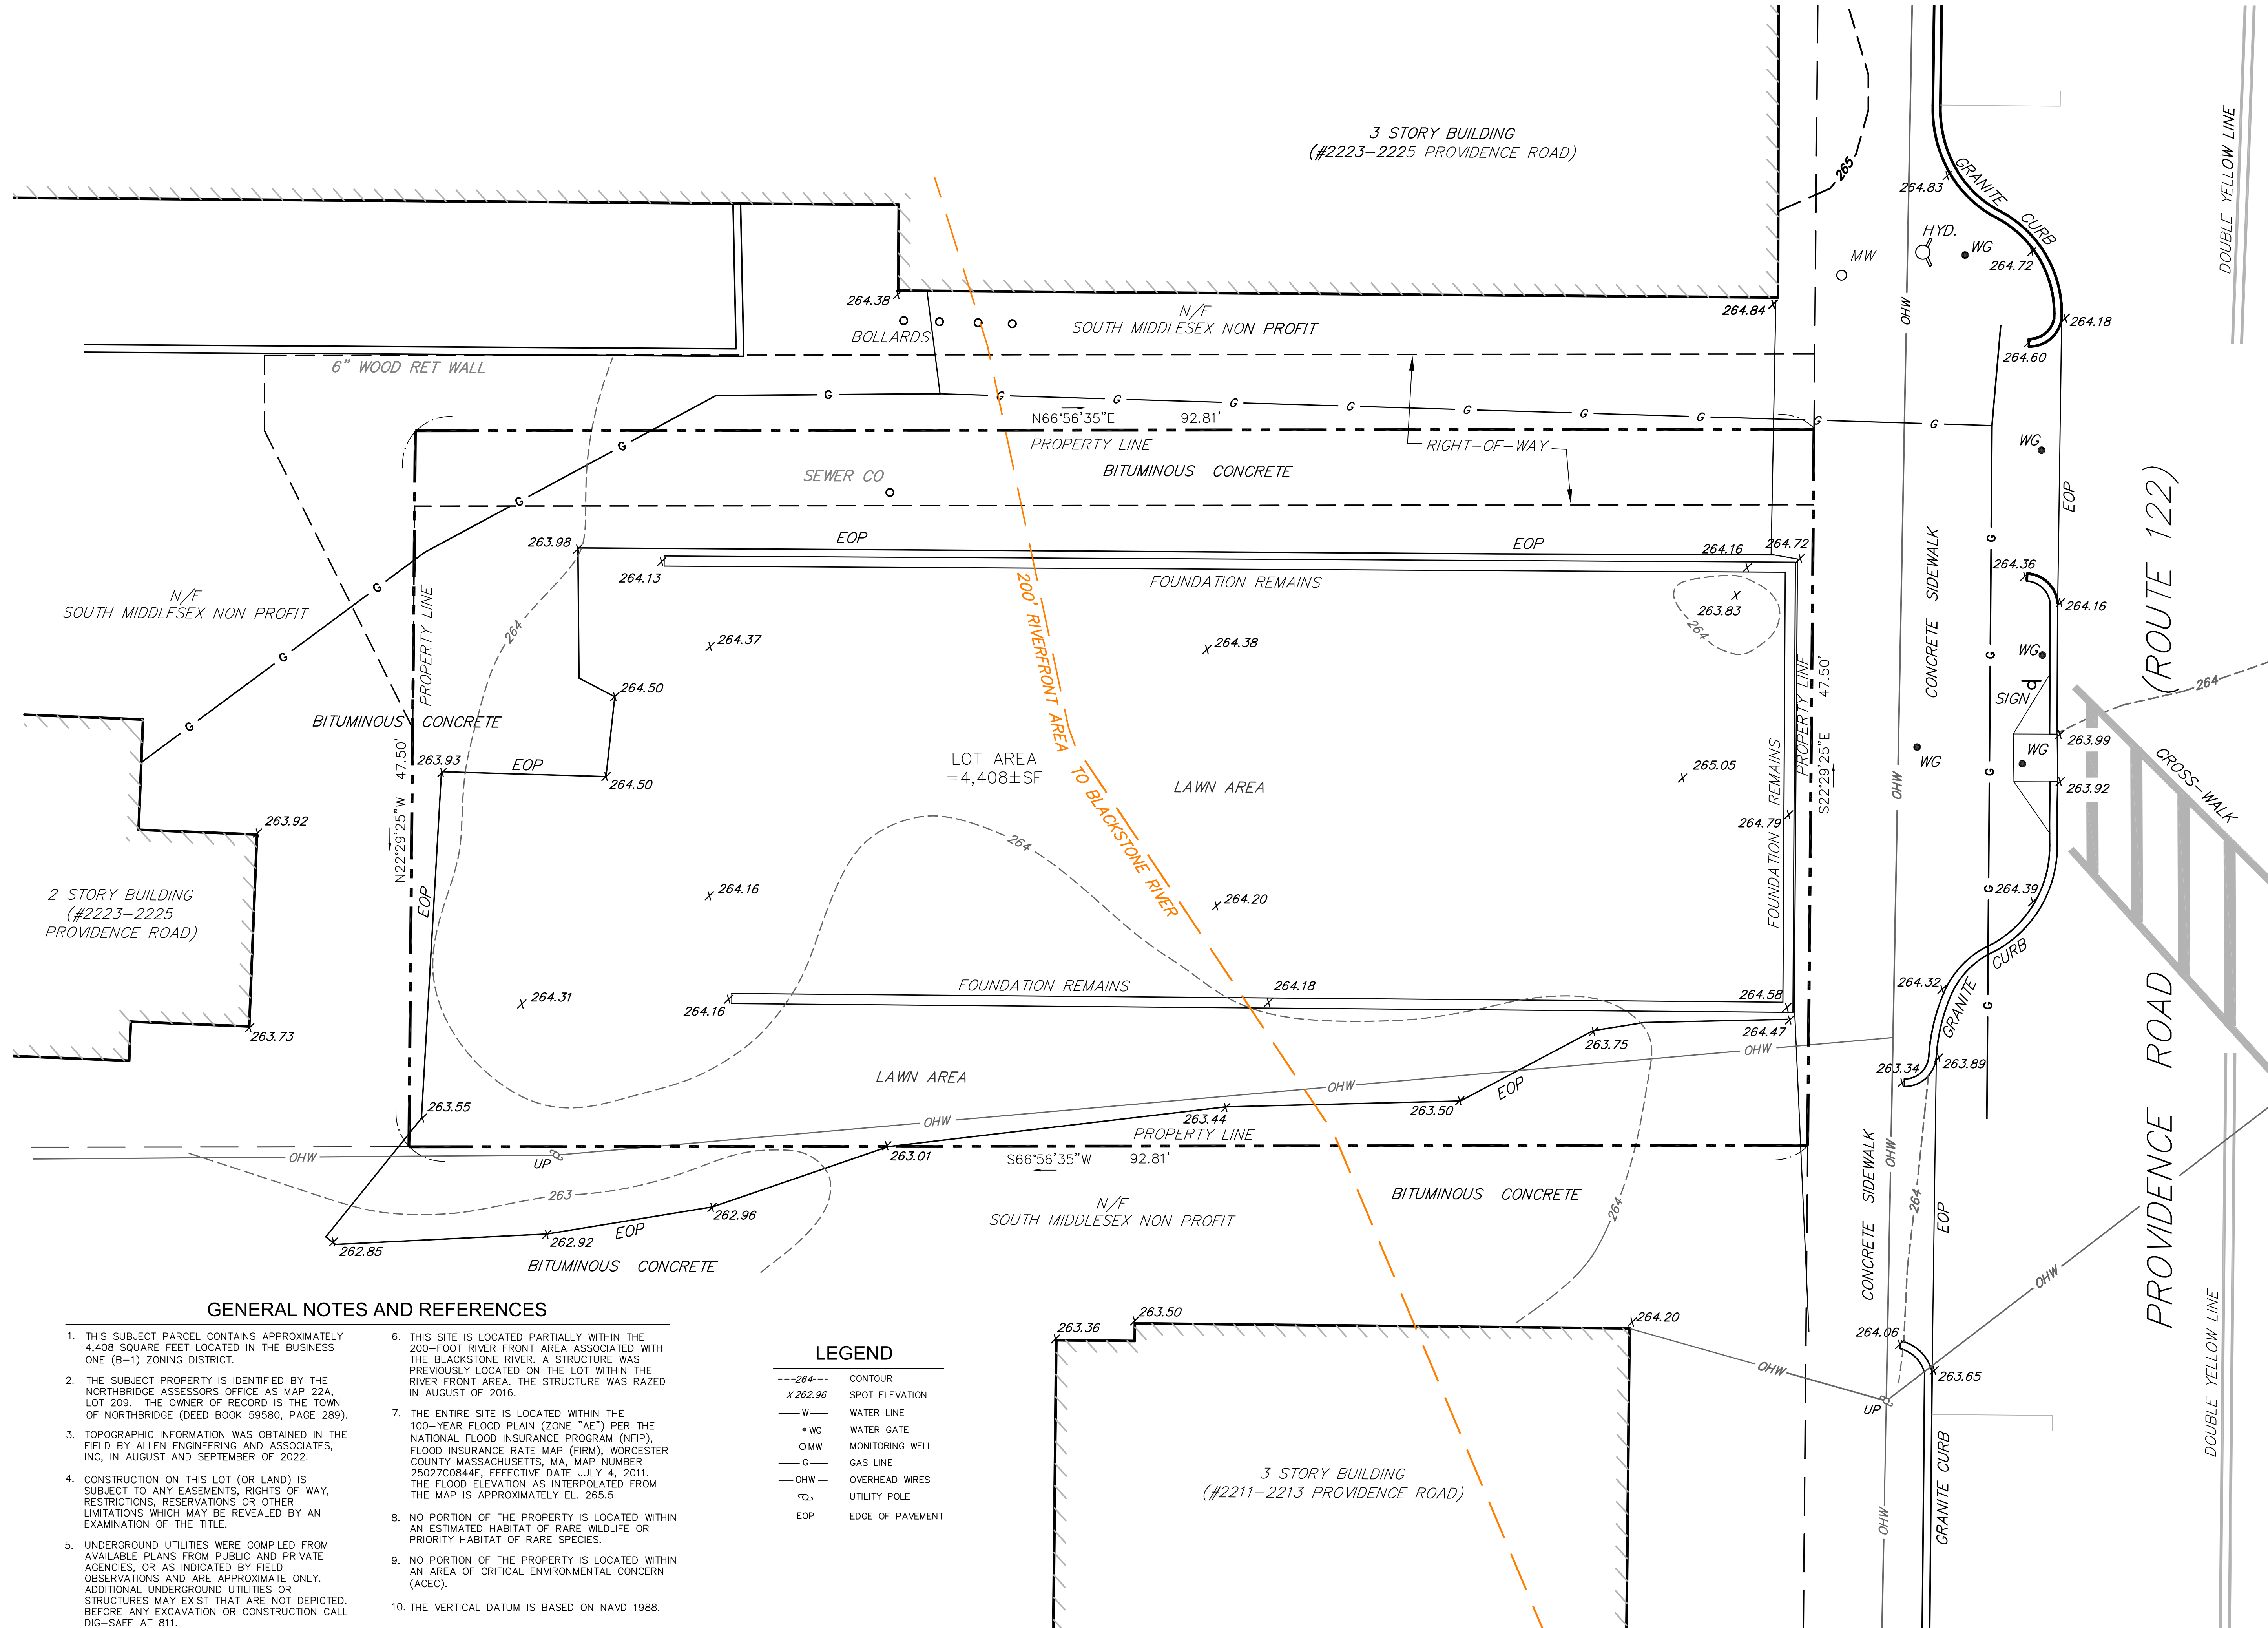 3 STORY BUILDING
(#2223-2225 PROVIDENCE ROAD)
265
264.83
GRANITE
CURB
HYD.
WG
264.72
MW
DOUBLE YELLOW LINE
264.38
BOLLARDS
N/F
SOUTH MIDDLESEX NON PROFIT
264.84
OHW
264.18
264.60
6" WOOD RET WALL
G
G
G
G
G
G
G
G
G
G
G
N66°56'35"E 92.81'
PROPERTY LINE
RIGHT-OF-WAY
WG
SEWER CO
BITUMINOUS CONCRETE
G
G
EOP
(ROUTE 122)
263.98
EOP
EOP
264.16
264.72
264.13
FOUNDATION REMAINS
G
CONCRETE SIDEWALK
264.36
N/F
SOUTH MIDDLESEX NON PROFIT
G
PROPERTY LINE
264
200' RIVERFRONT AREA TO BLACKSTONE RIVER
263.83
264
264.16
264.37
264.38
G
G
WG
264.50
PROPERTY LINE
S22°29'25"E 47.50'
SIGN
264
G
BITUMINOUS CONCRETE
N22°29'25"W 47.50'
263.93
EOP
264.50
LOT AREA
=4,408±SF
LAWN AREA
265.05
FOUNDATION REMAINS
264.79
OHW
WG
G
WG
263.99
263.92
CROSS-WALK
263.92
264
2 STORY BUILDING
(#2223-2225
PROVIDENCE ROAD)
EOP
264.16
264.20
G
264.39
CURB
264.31
FOUNDATION REMAINS
264.18
264.58
264.32
GRANITE
G
263.73
264.16
264.47
263.75
OHW
PROVIDENCE ROAD
LAWN AREA
OHW
EOP
263.34
263.89
263.55
OHW
263.44
263.50
OHW
UP
263.01
PROPERTY LINE
S66°56'35"W 92.81'
CONCRETE SIDEWALK
OHW
263
N/F
SOUTH MIDDLESEX NON PROFIT
BITUMINOUS CONCRETE
264
264
EOP
262.96
262.85
262.92
EOP
BITUMINOUS CONCRETE
OHW
263.36
263.50
264.20
264.06
OHW
263.65
UP
DOUBLE YELLOW LINE
3 STORY BUILDING
(#2211-2213 PROVIDENCE ROAD)
OHW
GRANITE CURB
GENERAL NOTES AND REFERENCES
1. THIS SUBJECT PARCEL CONTAINS APPROXIMATELY
4,408 SQUARE FEET LOCATED IN THE BUSINESS
ONE (B-1) ZONING DISTRICT.
2. THE SUBJECT PROPERTY IS IDENTIFIED BY THE
NORTHBRIDGE ASSESSORS OFFICE AS MAP 22A,
LOT 209. THE OWNER OF RECORD IS THE TOWN
OF NORTHBRIDGE (DEED BOOK 59580, PAGE 289).
3. TOPOGRAPHIC INFORMATION WAS OBTAINED IN THE
FIELD BY ALLEN ENGINEERING AND ASSOCIATES,
INC, IN AUGUST AND SEPTEMBER OF 2022.
4. CONSTRUCTION ON THIS LOT (OR LAND) IS
SUBJECT TO ANY EASEMENTS, RIGHTS OF WAY,
RESTRICTIONS, RESERVATIONS OR OTHER
LIMITATIONS WHICH MAY BE REVEALED BY AN
EXAMINATION OF THE TITLE.
5. UNDERGROUND UTILITIES WERE COMPILED FROM
AVAILABLE PLANS FROM PUBLIC AND PRIVATE
AGENCIES, OR AS INDICATED BY FIELD
OBSERVATIONS AND ARE APPROXIMATE ONLY.
ADDITIONAL UNDERGROUND UTILITIES OR
STRUCTURES MAY EXIST THAT ARE NOT DEPICTED.
BEFORE ANY EXCAVATION OR CONSTRUCTION CALL
DIG-SAFE AT 811.
6. THIS SITE IS LOCATED PARTIALLY WITHIN THE
200-FOOT RIVER FRONT AREA ASSOCIATED WITH
THE BLACKSTONE RIVER. A STRUCTURE WAS
PREVIOUSLY LOCATED ON THE LOT WITHIN THE
RIVER FRONT AREA. THE STRUCTURE WAS RAZED
IN AUGUST OF 2016.
7. THE ENTIRE SITE IS LOCATED WITHIN THE
100-YEAR FLOOD PLAIN (ZONE "AE") PER THE
NATIONAL FLOOD INSURANCE PROGRAM (NFIP),
FLOOD INSURANCE RATE MAP (FIRM), WORCESTER
COUNTY MASSACHUSETTS, MA, MAP NUMBER
25027C0844E, EFFECTIVE DATE JULY 4, 2011.
THE FLOOD ELEVATION AS INTERPOLATED FROM
THE MAP IS APPROXIMATELY EL. 265.5.
8. NO PORTION OF THE PROPERTY IS LOCATED WITHIN
AN ESTIMATED HABITAT OF RARE WILDLIFE OR
PRIORITY HABITAT OF RARE SPECIES.
9. NO PORTION OF THE PROPERTY IS LOCATED WITHIN
AN AREA OF CRITICAL ENVIRONMENTAL CONCERN
(ACEC).
10. THE VERTICAL DATUM IS BASED ON NAVD 1988.
LEGEND
264 CONTOUR
X 262.96 SPOT ELEVATION
W WATER LINE
WG WATER GATE
MW MONITORING WELL
G GAS LINE
OHW OVERHEAD WIRES
UTILITY POLE
EOP EDGE OF PAVEMENT